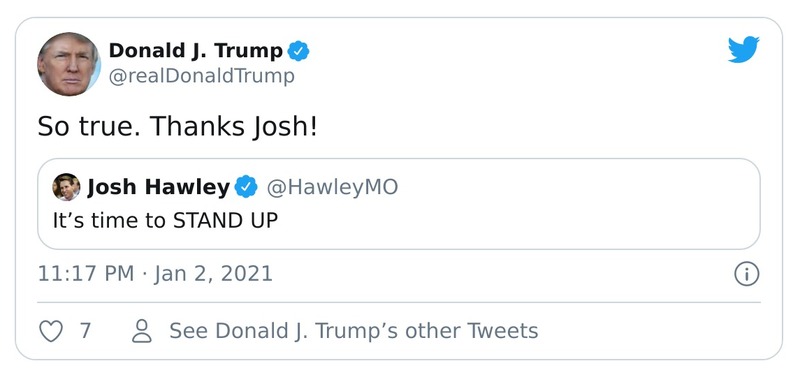 Donald J. Trump
@realDonaldTrump
So true. Thanks Josh!
Josh Hawley @HawleyMO
It’s time to STAND UP
11:17 PM · Jan 2, 2021
7 See Donald J. Trump’s other Tweets